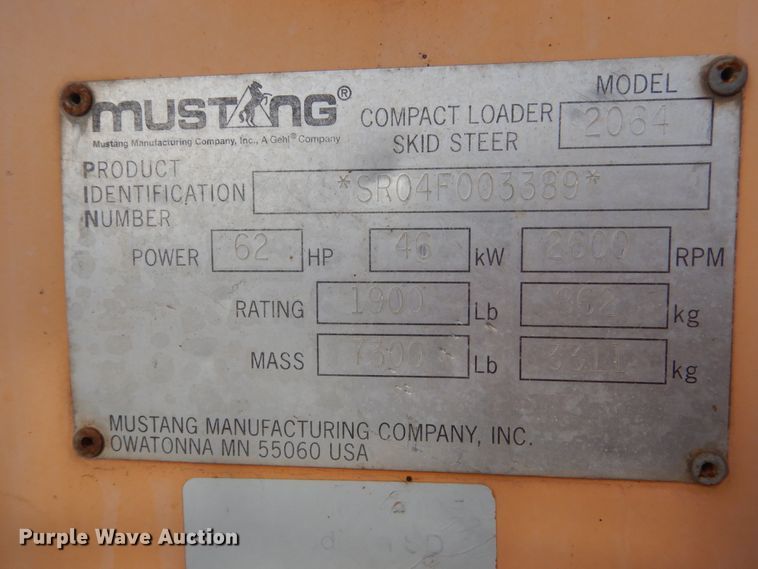 MUSTANG®
Mustang Manufacturing Company, Inc., A Gehl® Company
COMPACT LOADER
SKID STEER
MODEL
2064
PRODUCT
IDENTIFICATION
NUMBER
*SR04F003389*
POWER 62 HP 46 kW 2600 RPM
RATING 1900 Lb 862 kg
MASS 7300 Lb 3311 kg
MUSTANG MANUFACTURING COMPANY, INC.
OWATONNA MN 55060 USA
Purple Wave Auction